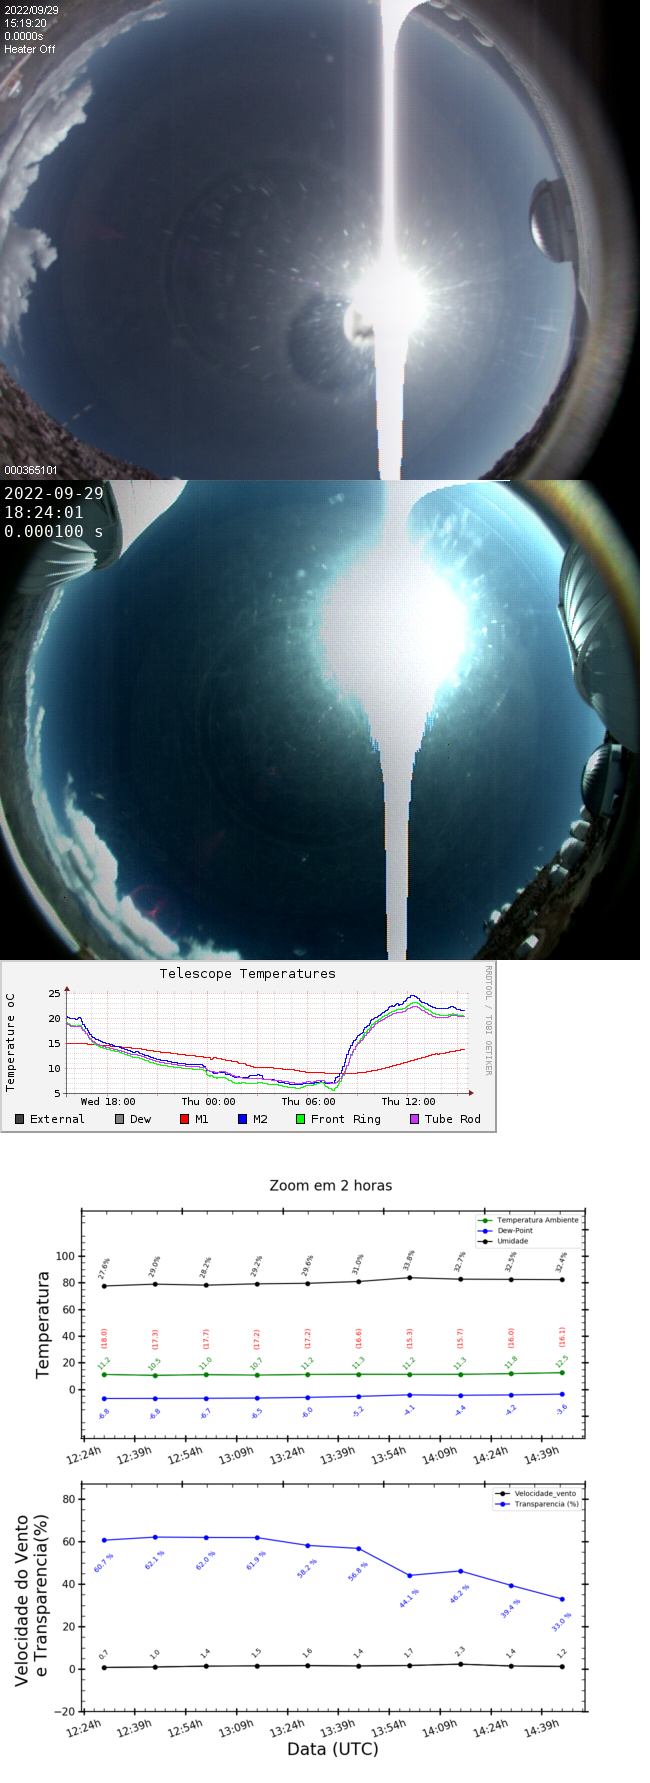 2022/09/29
15:19:20
0.0000s
Heater Off
000365101
2022-09-29
18:24:01
0.000100 s
Telescope Temperatures
RRDTOOL / TOBI OETIKER
Temperature oC
25
20
15
10
5
Wed 18:00 Thu 00:00 Thu 06:00 Thu 12:00
External Dew M1 M2 Front Ring Tube Rod
Zoom em 2 horas
Temperatura Ambiente
Dew-Point
Umidade
Temperatura
100
80
60
40
20
0
27.6% 29.0% 28.2% 29.2% 29.6% 31.0% 33.8% 32.7% 32.5% 32.4%
(18.0) (17.3) (17.7) (17.2) (17.2) (16.6) (15.3) (15.7) (16.0) (16.1)
11.2 10.5 11.0 10.7 11.2 11.3 11.2 11.3 11.8 12.5
-6.8 -6.8 -6.7 -6.5 -6.0 -5.2 -4.1 -4.4 -4.2 -3.6
12:24h 12:39h 12:54h 13:09h 13:24h 13:39h 13:54h 14:09h 14:24h 14:39h
Velocidade_vento
Transparencia (%)
Velocidade do Vento
e Transparencia(%)
80
60
40
20
0
−20
60.7 % 62.1 % 62.0 % 61.9 % 58.2 % 56.8 % 44.1 % 46.2 % 39.4 % 33.0 %
0.7 1.0 1.4 1.5 1.6 1.4 1.7 2.3 1.4 1.2
12:24h 12:39h 12:54h 13:09h 13:24h 13:39h 13:54h 14:09h 14:24h 14:39h
Data (UTC)